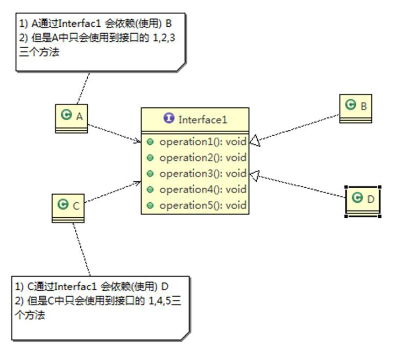 1) A通过Interfac1 会依赖(使用) B
2) 但是A中只会使用到接口的 1,2,3
三个方法
A
Interface1
B
operation1(): void
operation2(): void
operation3(): void
operation4(): void
operation5(): void
C
D
1) C通过Interfac1 会依赖(使用) D
2) 但是C中只会使用到接口的 1,4,5三
个方法